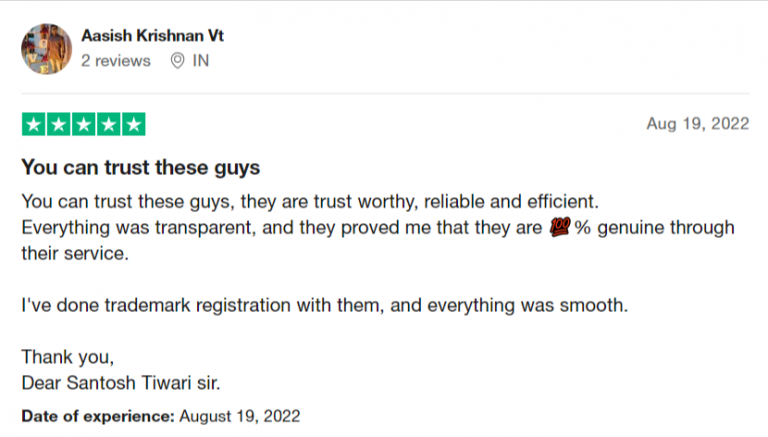 Aasish Krishnan Vt
2 reviews IN
Aug 19, 2022
You can trust these guys
You can trust these guys, they are trust worthy, reliable and efficient.
Everything was transparent, and they proved me that they are 💯 % genuine through
their service.
I've done trademark registration with them, and everything was smooth.
Thank you,
Dear Santosh Tiwari sir.
Date of experience: August 19, 2022